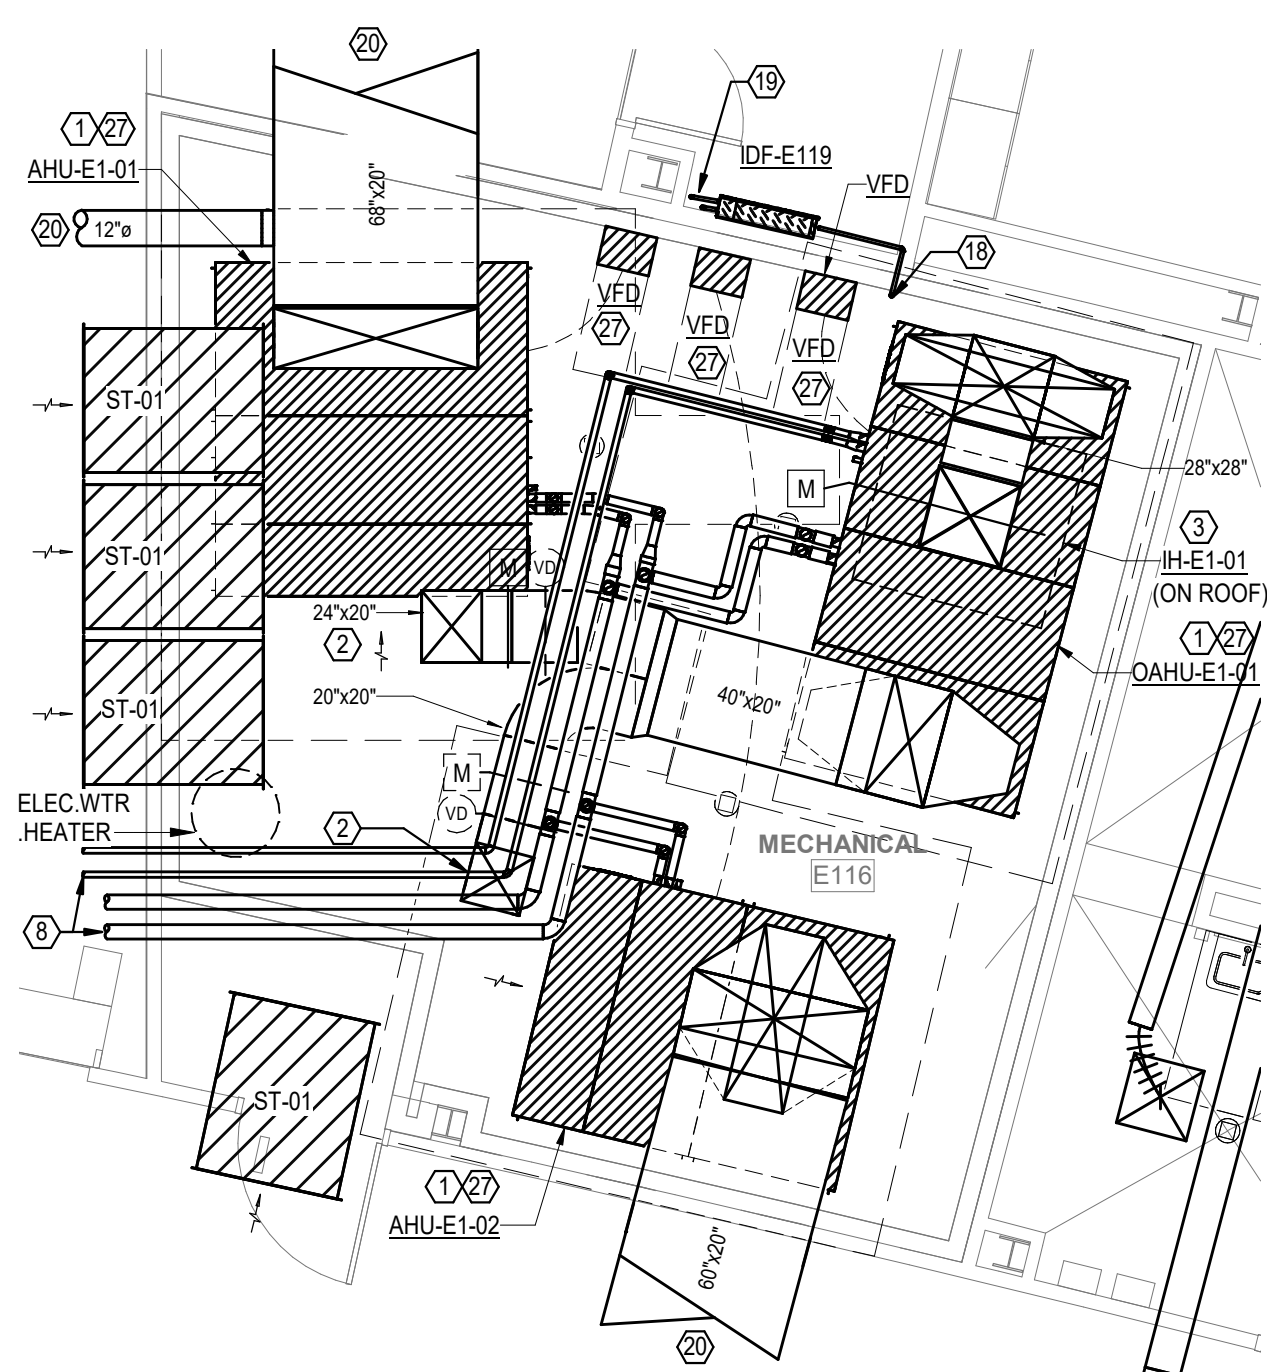 20
19
1 27
AHU-E1-01
IDF-E119
VFD
68"x20"
20
12"ø
18
VFD
27
VFD
27
VFD
27
ST-01
28"x28"
M
3
IH-E1-01
(ON ROOF)
ST-01
M
VD
24"x20"
2
1 27
OAHU-E1-01
20"x20"
40"x20"
ST-01
M
VD
ELEC.WTR
.HEATER
2
MECHANICAL
E116
8
ST-01
1 27
AHU-E1-02
60"x20"
20